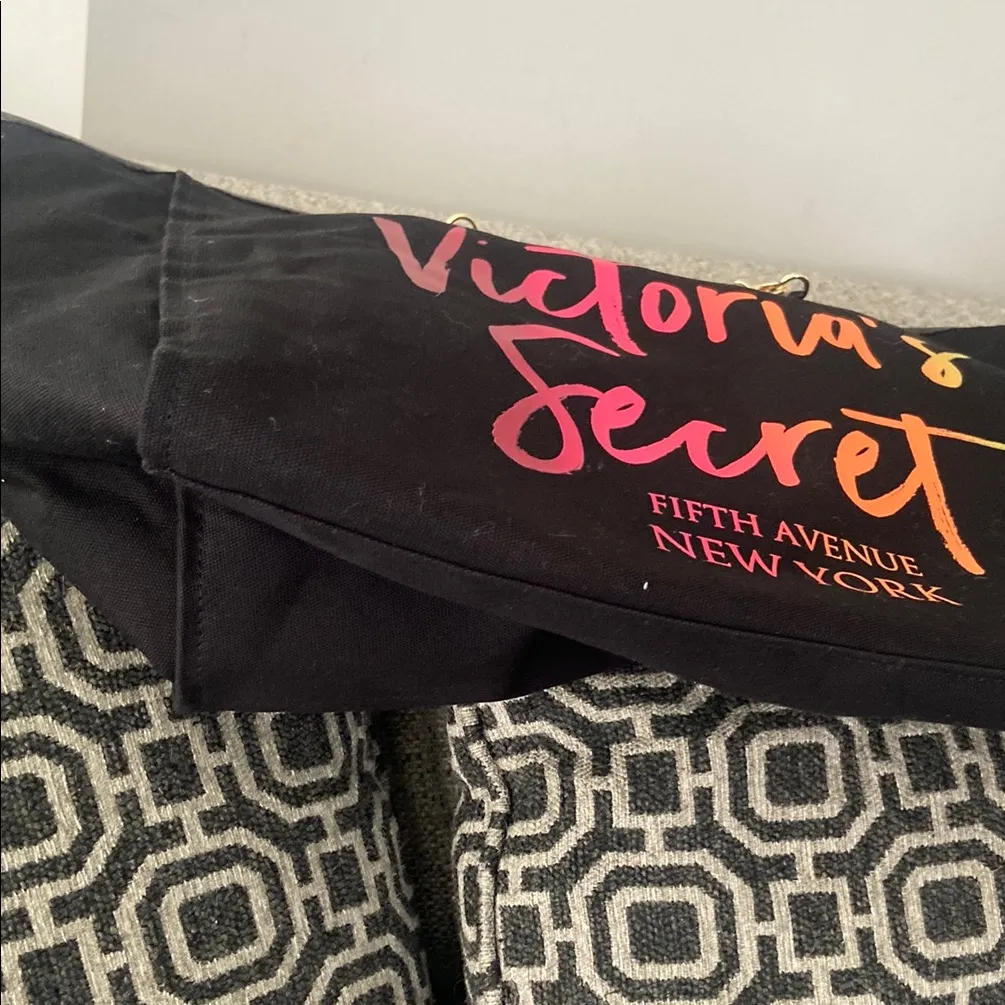 Victoria's
Secret
FIFTH AVENUE
NEW YORK